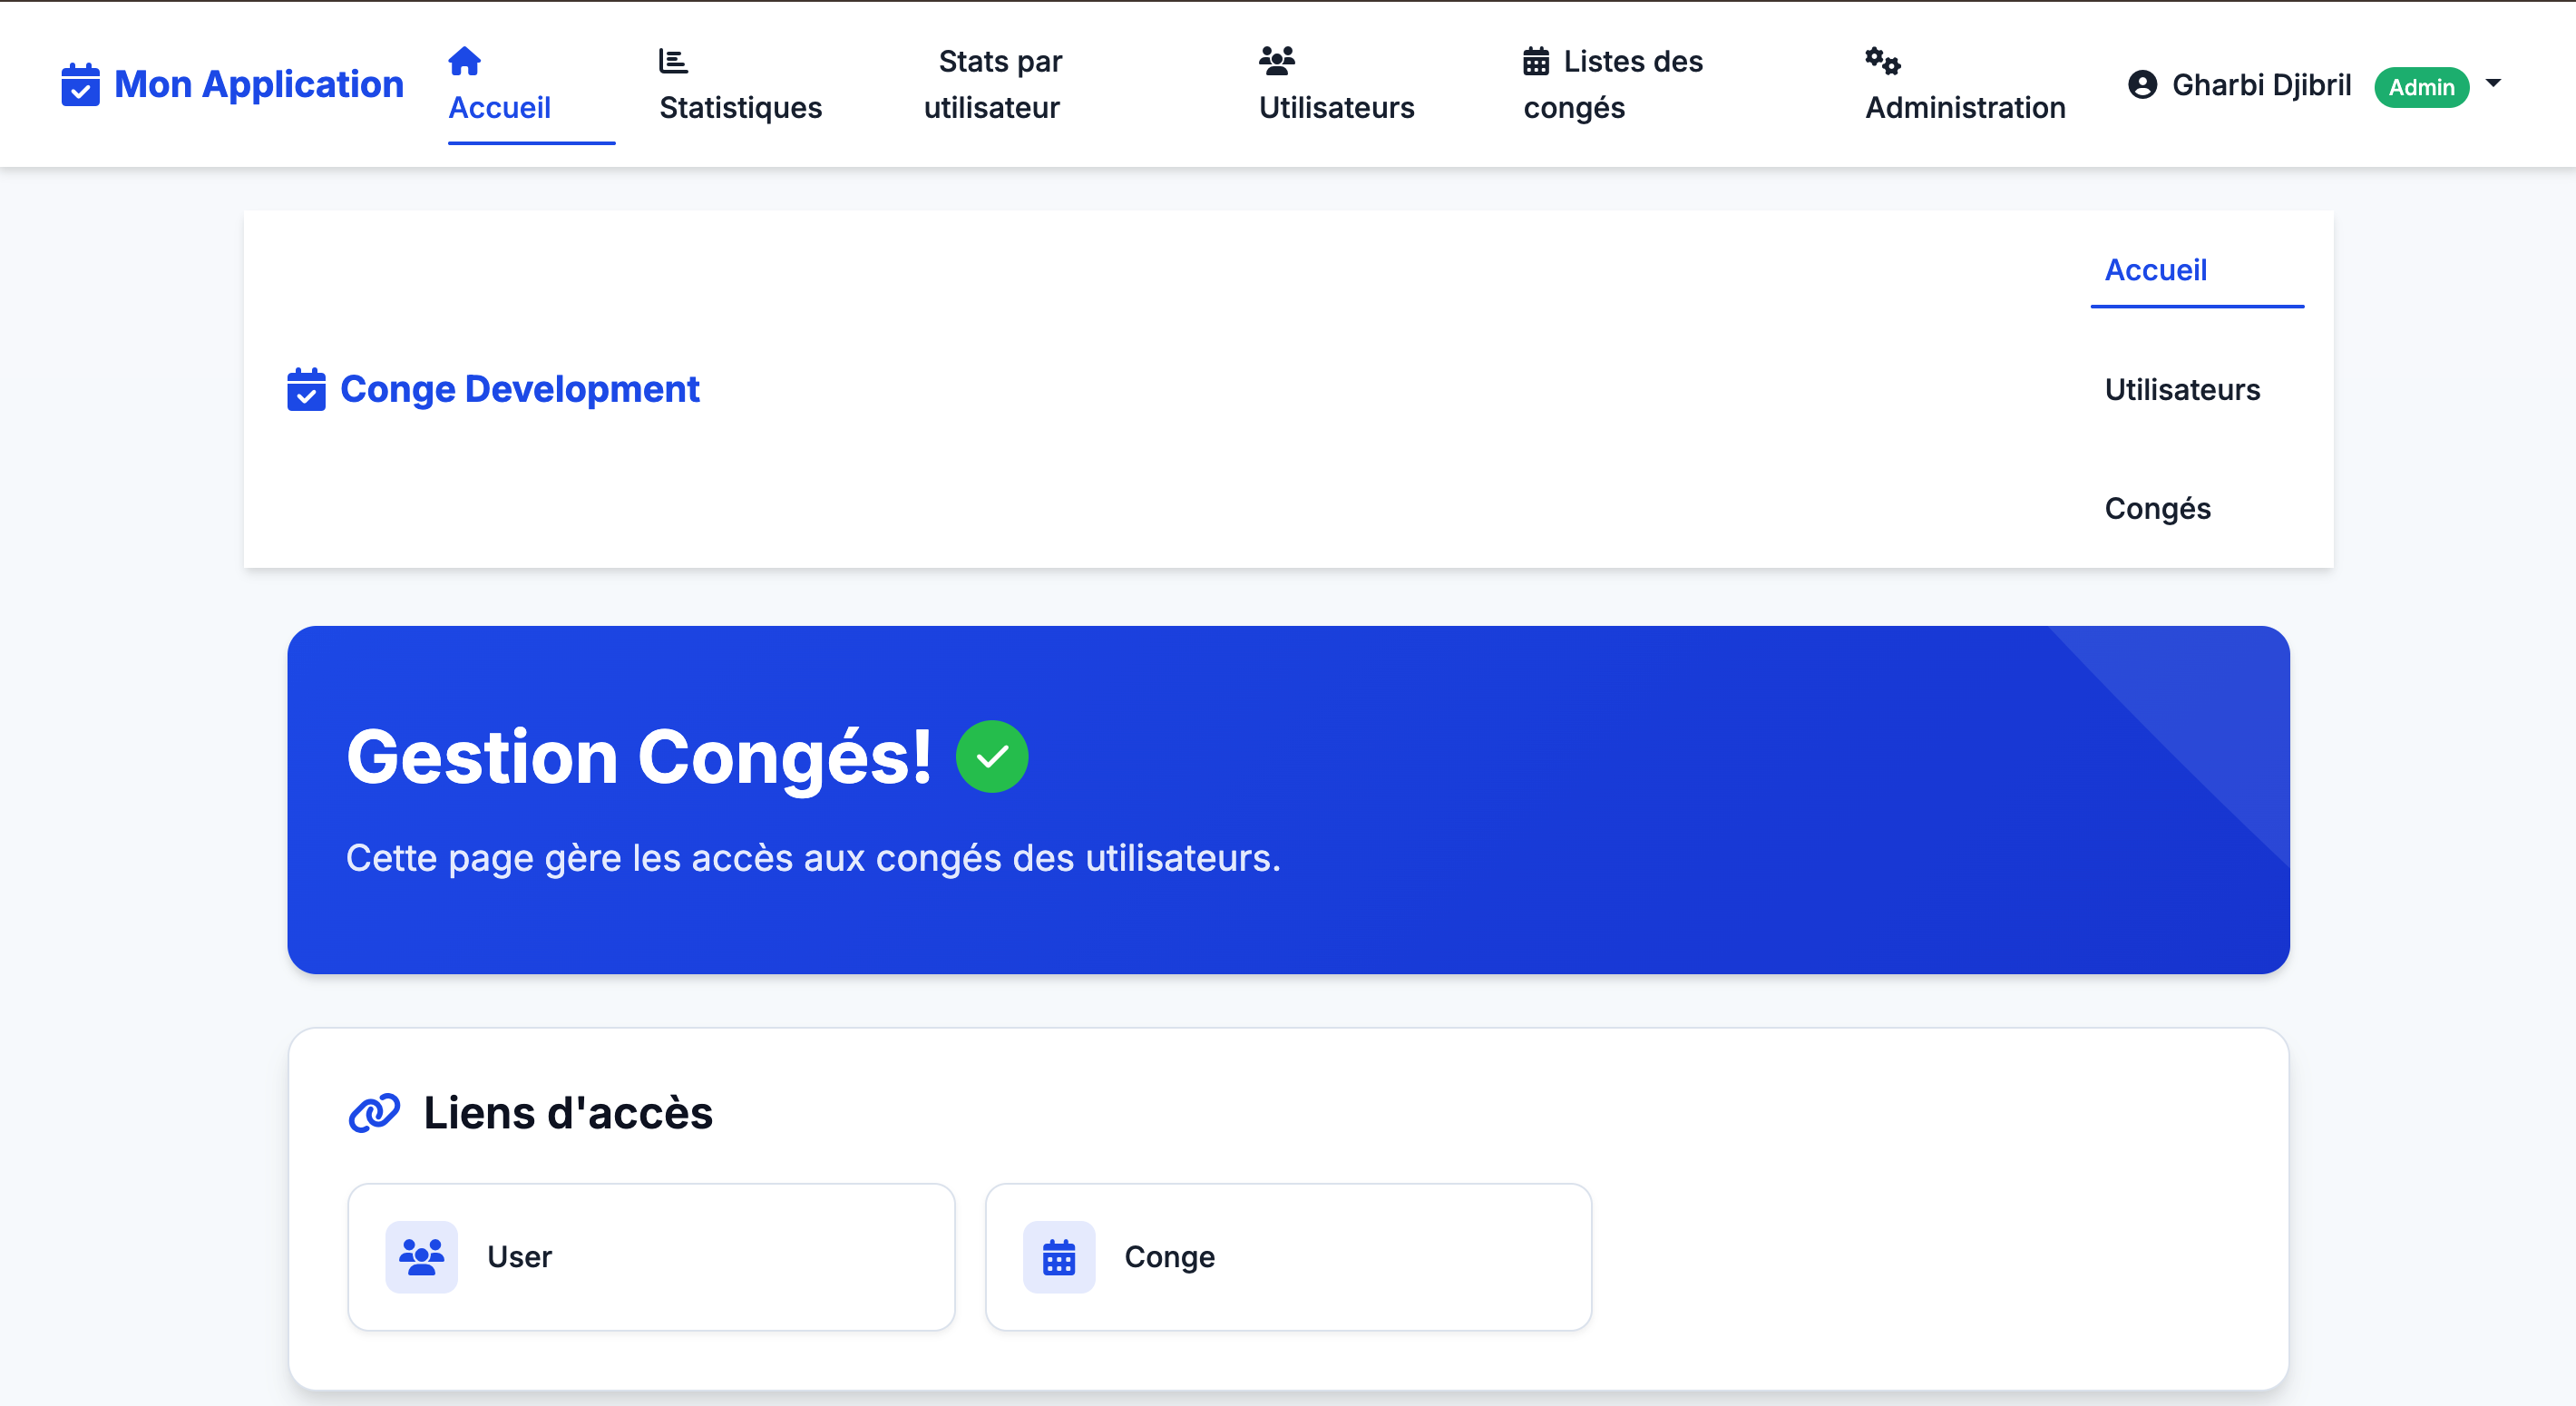 Mon Application
Accueil
Statistiques
Stats par
utilisateur
Utilisateurs
Listes des
congés
Administration
Gharbi Djibril
Admin
Conge Development
Accueil
Utilisateurs
Congés
Gestion Congés!
Cette page gère les accès aux congés des utilisateurs.
Liens d'accès
User
Conge